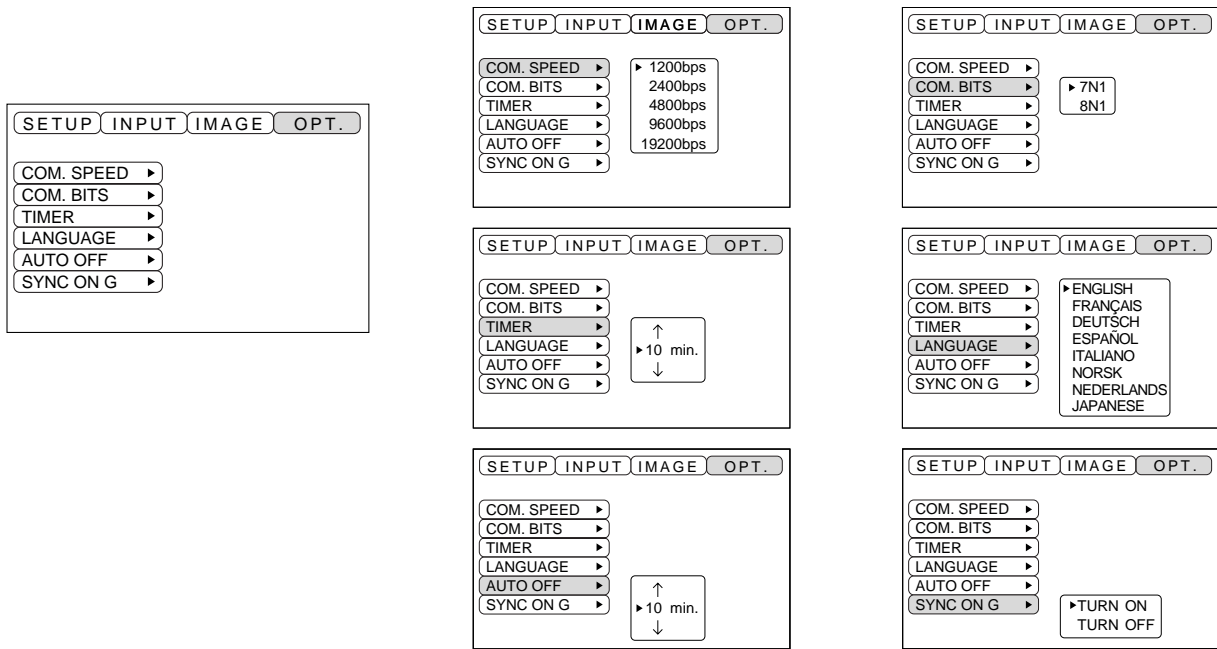 SETUP INPUT IMAGE OPT.
COM. SPEED
COM. BITS
TIMER
LANGUAGE
AUTO OFF
SYNC ON G
SETUP INPUT IMAGE OPT.
COM. SPEED
COM. BITS
TIMER
LANGUAGE
AUTO OFF
SYNC ON G
1200bps
2400bps
4800bps
9600bps
19200bps
SETUP INPUT IMAGE OPT.
COM. SPEED
COM. BITS
TIMER
LANGUAGE
AUTO OFF
SYNC ON G
7N1
8N1
SETUP INPUT IMAGE OPT.
COM. SPEED
COM. BITS
TIMER
LANGUAGE
AUTO OFF
SYNC ON G
10 min.
SETUP INPUT IMAGE OPT.
COM. SPEED
COM. BITS
TIMER
LANGUAGE
AUTO OFF
SYNC ON G
ENGLISH
FRANÇAIS
DEUTSCH
ESPAÑOL
ITALIANO
NORSK
NEDERLANDS
JAPANESE
SETUP INPUT IMAGE OPT.
COM. SPEED
COM. BITS
TIMER
LANGUAGE
AUTO OFF
SYNC ON G
10 min.
SETUP INPUT IMAGE OPT.
COM. SPEED
COM. BITS
TIMER
LANGUAGE
AUTO OFF
SYNC ON G
TURN ON
TURN OFF